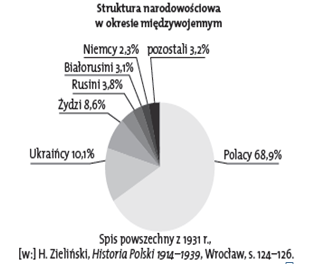 Struktura narodowościowa
w okresie międzywojennym
Niemcy 2,3% pozostali 3,2%
Białorusini 3,1%
Rusini 3,8%
Żydzi 8,6%
Ukraińcy 10,1%
Polacy 68,9%
Spis powszechny z 1931 r.,
[w:] H. Zieliński, Historia Polski 1914–1939, Wrocław, s. 124–126.